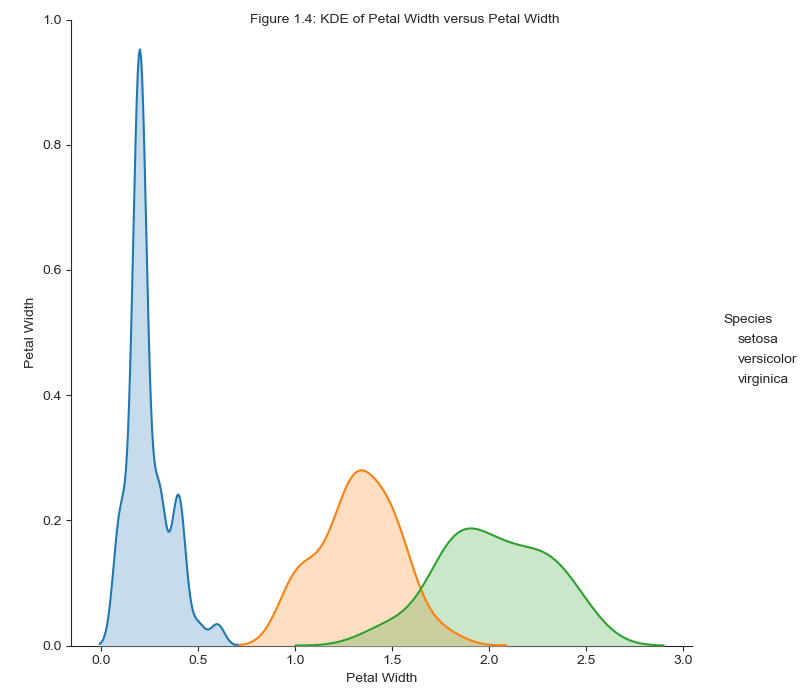 Figure 1.4: KDE of Petal Width versus Petal Width
1.0
0.8
0.6
0.4
0.2
0.0
Petal Width
0.0 0.5 1.0 1.5 2.0 2.5 3.0
Petal Width
Species
setosa
versicolor
virginica